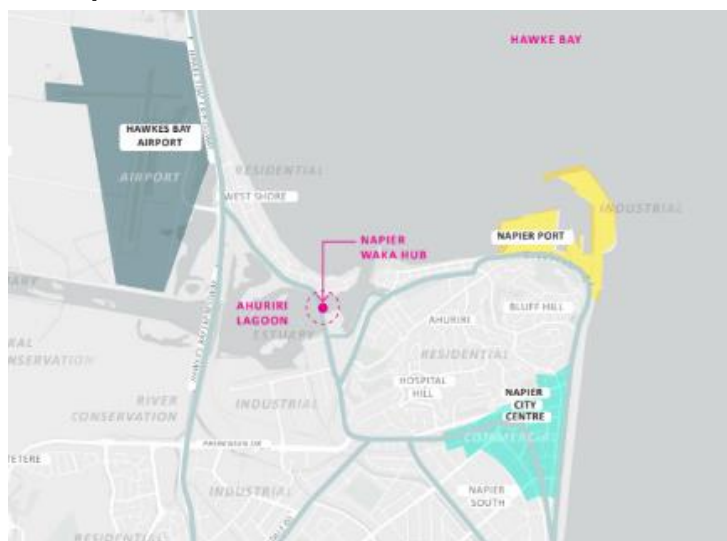 HAWKE BAY
HAWKES BAY
AIRPORT
AIRPORT
RESIDENTIAL
WEST SHORE
INDUSTRIAL
NAPIER PORT
NAPIER
WAKA HUB
BLUFF HILL
AHURIRI
LAGOON
ESTUARY
AHURIRI
RESIDENTIAL
HOSPITAL
HILL
RIVER
CONSERVATION
INDUSTRIAL
NAPIER
CITY
CENTRE
COMMERCIAL
INDUSTRIAL
NAPIER
SOUTH
RESIDENTIAL